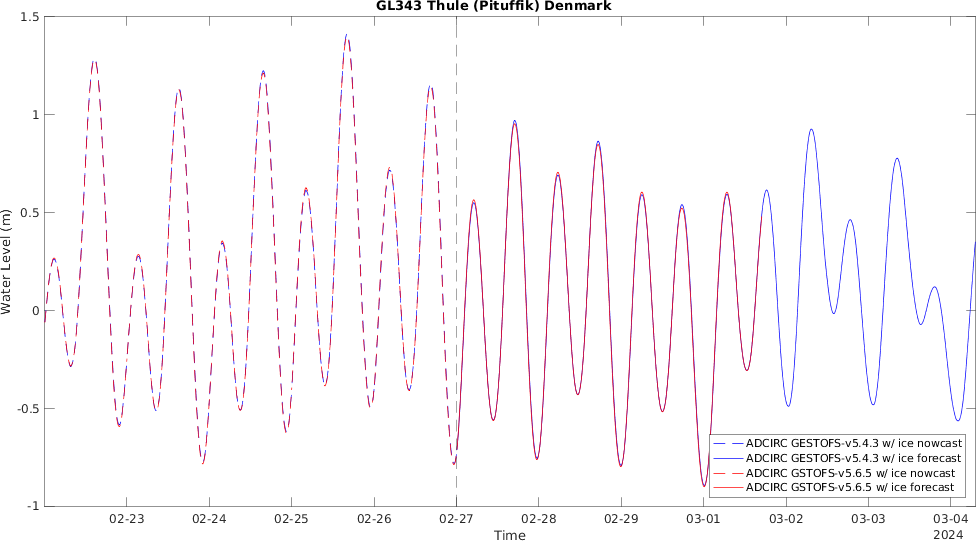 GL343 Thule (Pituffik) Denmark
1.5
1
0.5
0
-0.5
-1
Water Level (m)
ADCIRC GESTOFS-v5.4.3 w/ ice nowcast
ADCIRC GESTOFS-v5.4.3 w/ ice forecast
ADCIRC GSTOFS-v5.6.5 w/ ice nowcast
ADCIRC GSTOFS-v5.6.5 w/ ice forecast
02-23 02-24 02-25 02-26 02-27 02-28 02-29 03-01 03-02 03-03 03-04
Time
2024